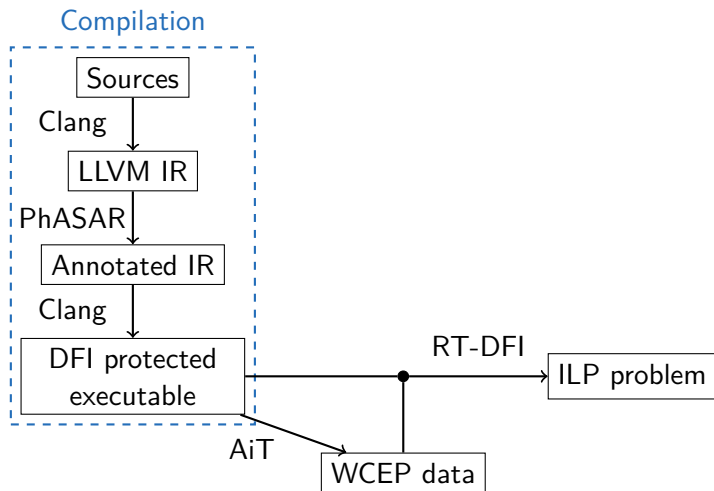 Compilation
Sources
Clang
LLVM IR
PhASAR
Annotated IR
Clang
DFI protected
executable
RT-DFI
ILP problem
AiT
WCEP data